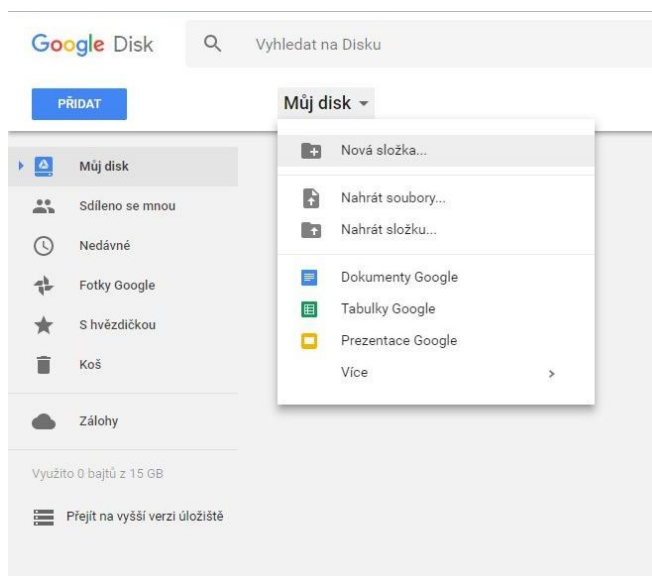 Google Disk
Vyhledat na Disku
PŘIDAT
Můj disk
Můj disk
Sdíleno se mnou
Nedávné
Fotky Google
S hvězdičkou
Koš
Zálohy
Využito 0 bajtů z 15 GB
Přejít na vyšší verzi úložiště
Nová složka...
Nahrát soubory...
Nahrát složku...
Dokumenty Google
Tabulky Google
Prezentace Google
Více